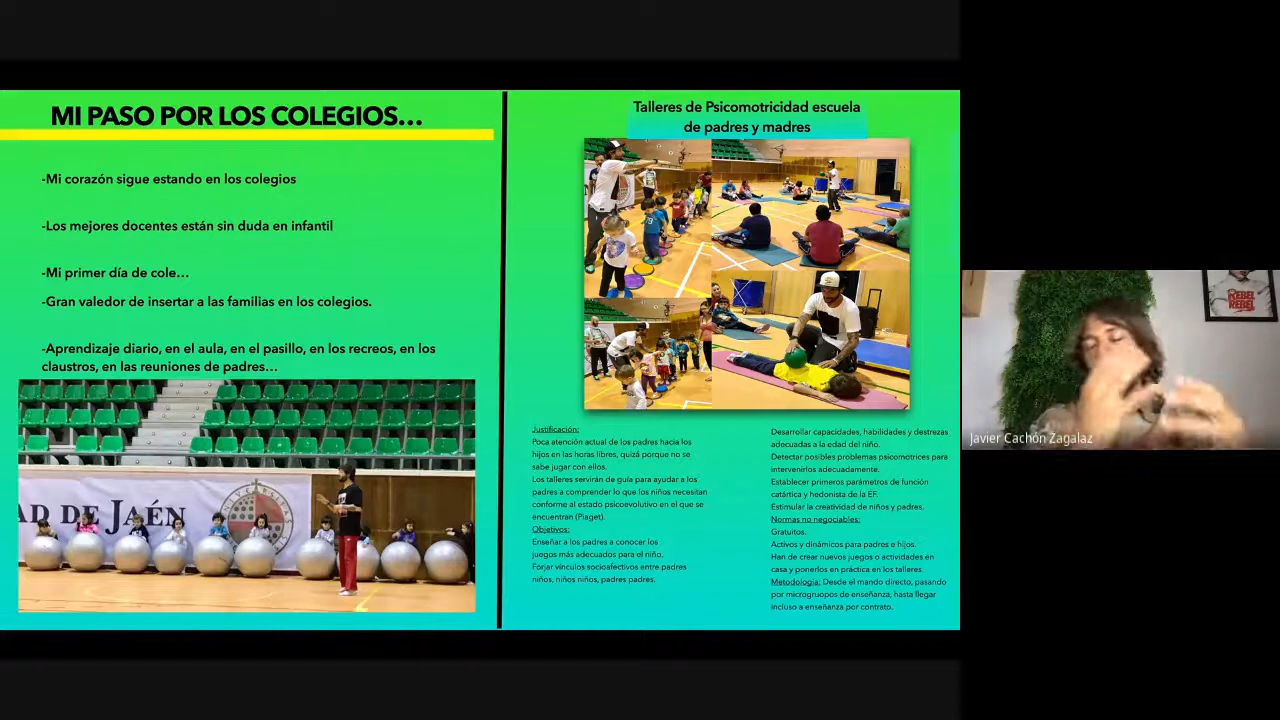 MI PASO POR LOS COLEGIOS...
-Mi corazón sigue estando en los colegios
-Los mejores docentes están sin duda en infantil
-Mi primer día de cole...
-Gran valedor de insertar a las familias en los colegios.
-Aprendizaje diario, en el aula, en el pasillo, en los recreos, en los
claustros, en las reuniones de padres...
AD DE JAÉN
Talleres de Psicomotricidad escuela
de padres y madres
Justificación:
Poca atención actual de los padres hacia los
hijos en las horas libres, quizá porque no se
sabe jugar con ellos.
Los talleres servirán de guía para ayudar a los
padres a comprender lo que los niños necesitan
conforme al estado psicoevolutivo en el que se
encuentran (Piaget).
Objetivos:
Enseñar a los padres a conocer los
juegos más adecuados para el niño.
Forjar vínculos socioafectivos entre padres
niños, niños niños, padres padres.
Desarrollar capacidades, habilidades y destrezas
adecuadas a la edad del niño.
Detectar posibles problemas psicomotrices para
intervenirlos adecuadamente.
Establecer primeros parámetros de función
catártica y hedonista de la EF.
Estimular la creatividad de niños y padres.
Normas no negociables:
Gratuitos.
Activos y dinámicos para padres e hijos.
Han de crear nuevos juegos o actividades en
casa y ponerlos en práctica en los talleres.
Metodología: Desde el mando directo, pasando
por microgruopos de enseñanza, hasta llegar
incluso a enseñanza por contrato.
REBEL
REBEL
Javier Cachón Zagalaz